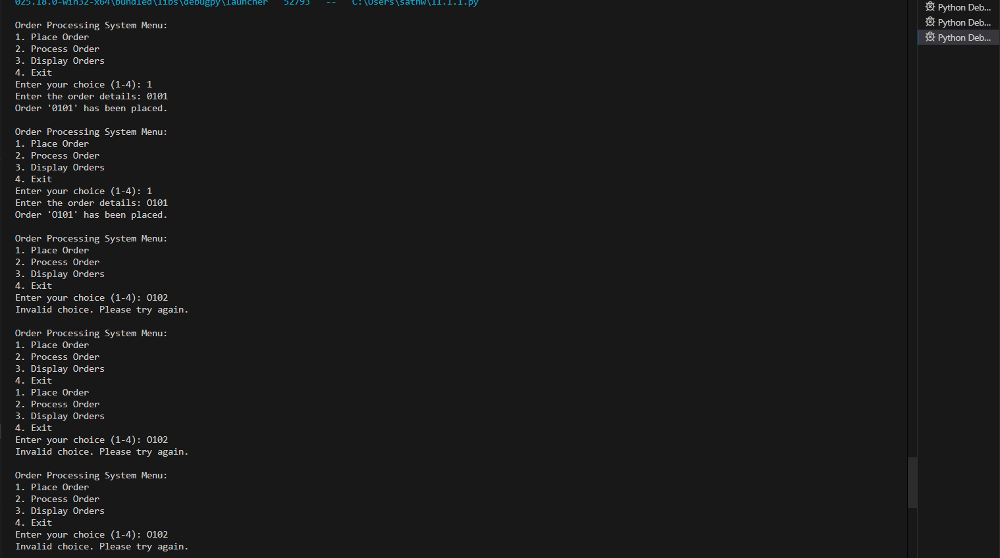 025.18.0-win32-x64\bundled\libs\debugpy\launcher' '52793' '--' 'C:\Users\sathw\11.1.1.py'
Order Processing System Menu:
1. Place Order
2. Process Order
3. Display Orders
4. Exit
Enter your choice (1-4): 1
Enter the order details: 0101
Order '0101' has been placed.
Order Processing System Menu:
1. Place Order
2. Process Order
3. Display Orders
4. Exit
Enter your choice (1-4): 1
Enter the order details: O101
Order 'O101' has been placed.
Order Processing System Menu:
1. Place Order
2. Process Order
3. Display Orders
4. Exit
Enter your choice (1-4): O102
Invalid choice. Please try again.
Order Processing System Menu:
1. Place Order
2. Process Order
3. Display Orders
4. Exit
1. Place Order
2. Process Order
3. Display Orders
4. Exit
Enter your choice (1-4): O102
Invalid choice. Please try again.
Order Processing System Menu:
1. Place Order
2. Process Order
3. Display Orders
4. Exit
Enter your choice (1-4): O102
Invalid choice. Please try again.
Python Deb...
Python Deb...
Python Deb...